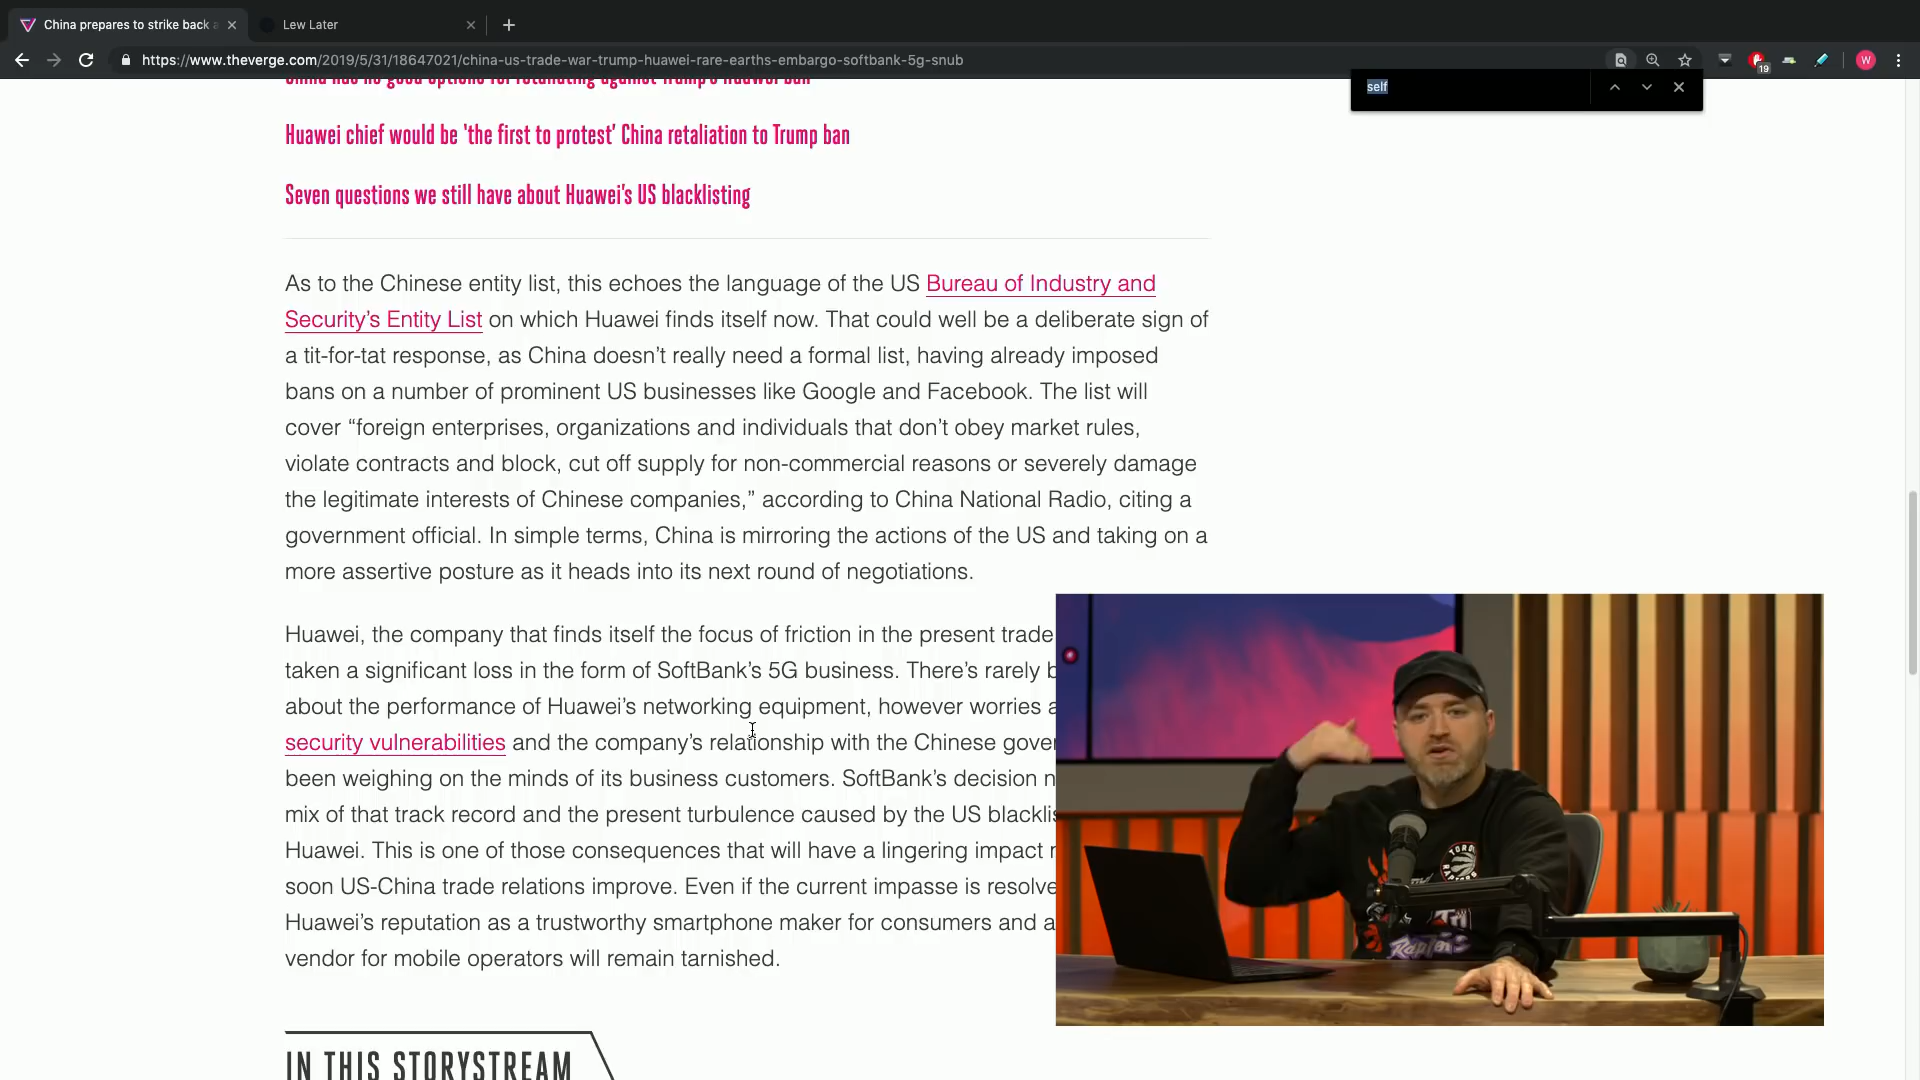 China prepares to strike back a
Lew Later
https://www.theverge.com/2019/5/31/18647021/china-us-trade-war-trump-huawei-rare-earths-embargo-softbank-5g-snub
19
W
self
China has no good options for retaliating against Trump's Huawei ban
Huawei chief would be 'the first to protest' China retaliation to Trump ban
Seven questions we still have about Huawei's US blacklisting
As to the Chinese entity list, this echoes the language of the US Bureau of Industry and
Security's Entity List on which Huawei finds itself now. That could well be a deliberate sign of
a tit-for-tat response, as China doesn't really need a formal list, having already imposed
bans on a number of prominent US businesses like Google and Facebook. The list will
cover “foreign enterprises, organizations and individuals that don't obey market rules,
violate contracts and block, cut off supply for non-commercial reasons or severely damage
the legitimate interests of Chinese companies,” according to China National Radio, citing a
government official. In simple terms, China is mirroring the actions of the US and taking on a
more assertive posture as it heads into its next round of negotiations.
Huawei, the company that finds itself the focus of friction in the present trade
taken a significant loss in the form of SoftBank's 5G business. There's rarely b
about the performance of Huawei's networking equipment, however worries a
security vulnerabilities and the company's relationship with the Chinese gover
been weighing on the minds of its business customers. SoftBank's decision n
mix of that track record and the present turbulence caused by the US blacklis
Huawei. This is one of those consequences that will have a lingering impact r
soon US-China trade relations improve. Even if the current impasse is resolve
Huawei's reputation as a trustworthy smartphone maker for consumers and a
vendor for mobile operators will remain tarnished.
IN THIS STORYSTREAM